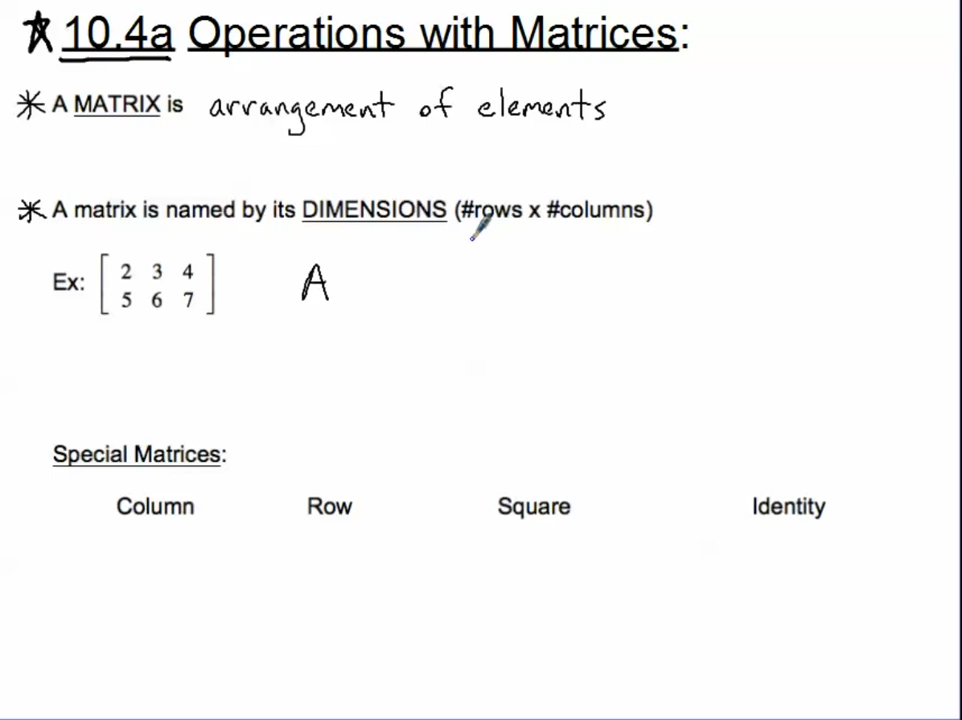 10.4a Operations with Matrices:
A MATRIX is arrangement of elements
A matrix is named by its DIMENSIONS (#rows x #columns)
Ex: [ 2 3 4
5 6 7 ] A
Special Matrices:
Column Row Square Identity